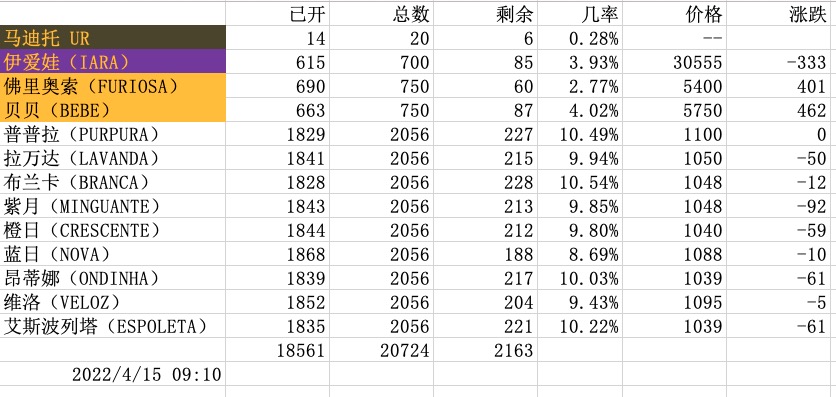 已开 总数 剩余 几率 价格 涨跌
马迪托 UR 14 20 6 0.28% --
伊爱娃（IARA） 615 700 85 3.93% 30555 -333
佛里奥索（FURIOSA） 690 750 60 2.77% 5400 401
贝贝（BEBE） 663 750 87 4.02% 5750 462
普普拉（PURPURA） 1829 2056 227 10.49% 1100 0
拉万达（LAVANDA） 1841 2056 215 9.94% 1050 -50
布兰卡（BRANCA） 1828 2056 228 10.54% 1048 -12
紫月（MINGUANTE） 1843 2056 213 9.85% 1048 -92
橙日（CRESCENTE） 1844 2056 212 9.80% 1040 -59
蓝日（NOVA） 1868 2056 188 8.69% 1088 -10
昂蒂娜（ONDINHA） 1839 2056 217 10.03% 1039 -61
维洛（VELOZ） 1852 2056 204 9.43% 1095 -5
艾斯波列塔（ESPOLETA） 1835 2056 221 10.22% 1039 -61
18561 20724 2163
2022/4/15 09:10